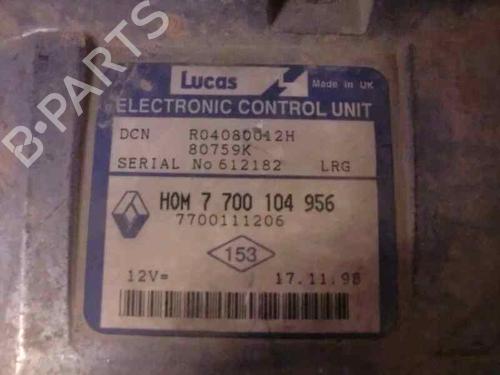 B-PARTS
Lucas
Made in UK
ELECTRONIC CONTROL UNIT
DCN R04080012H
80759K
SERIAL No 612182 LRG
HOM 7 700 104 956
7700111206
153
12V= 17.11.98